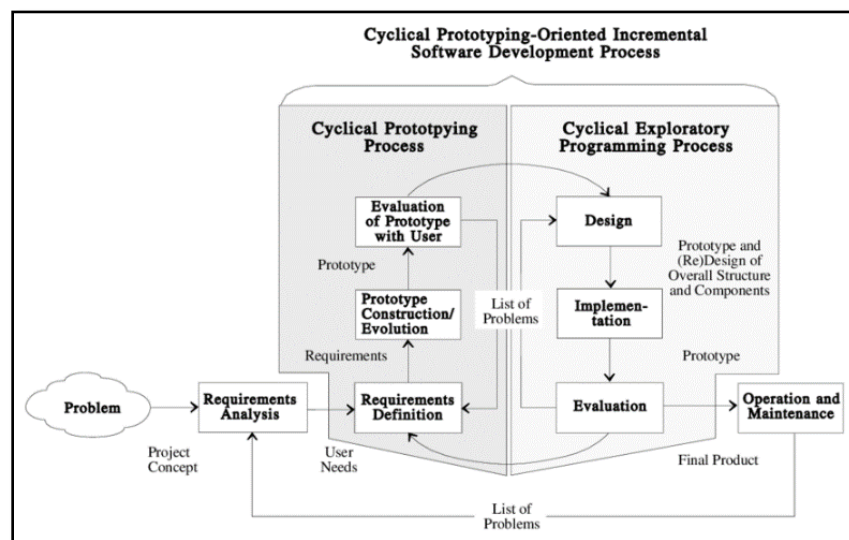 Cyclical Prototyping-Oriented Incremental
Software Development Process
Cyclical Prototpying
Process
Cyclical Exploratory
Programming Process
Evaluation
of Prototype
with User
Design
Prototype
Prototype and
(Re)Design of
Overall Structure
and Components
Prototype
Construction/
Evolution
List of
Problems
Implemen-
tation
Requirements
Prototype
Problem
Requirements
Analysis
Requirements
Definition
Evaluation
Operation and
Maintenance
Project
Concept
User
Needs
Final Product
List of
Problems